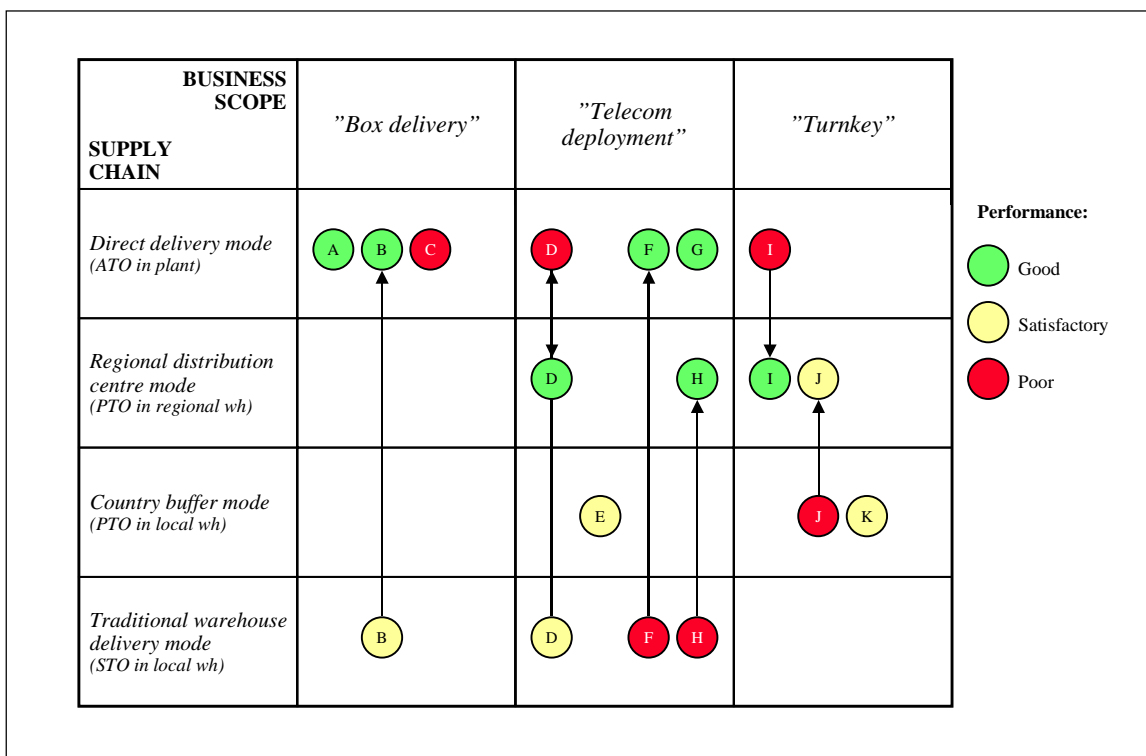 BUSINESS
SCOPE
SUPPLY
CHAIN
”Box delivery”
”Telecom
deployment”
”Turnkey”
Direct delivery mode
(ATO in plant)
A B C D F G I
Regional distribution
centre mode
(PTO in regional wh)
D H I J
Country buffer mode
(PTO in local wh)
E J K
Traditional warehouse
delivery mode
(STO in local wh)
B D F H
Performance:
Good
Satisfactory
Poor